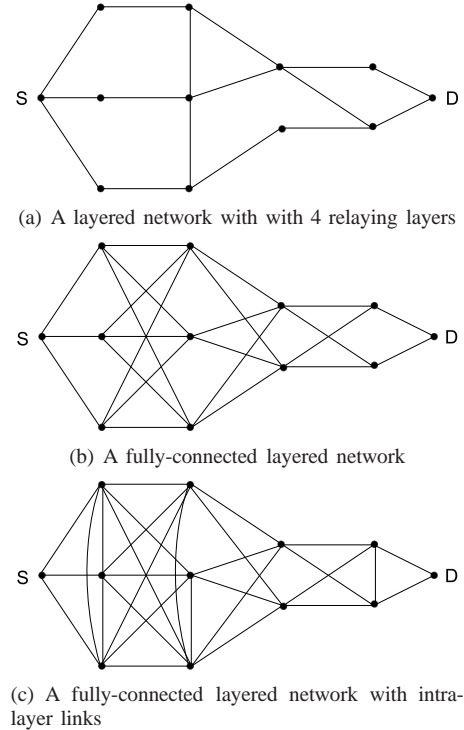 S D
(a) A layered network with with 4 relaying layers
S D
(b) A fully-connected layered network
S D
(c) A fully-connected layered network with intra-
layer links